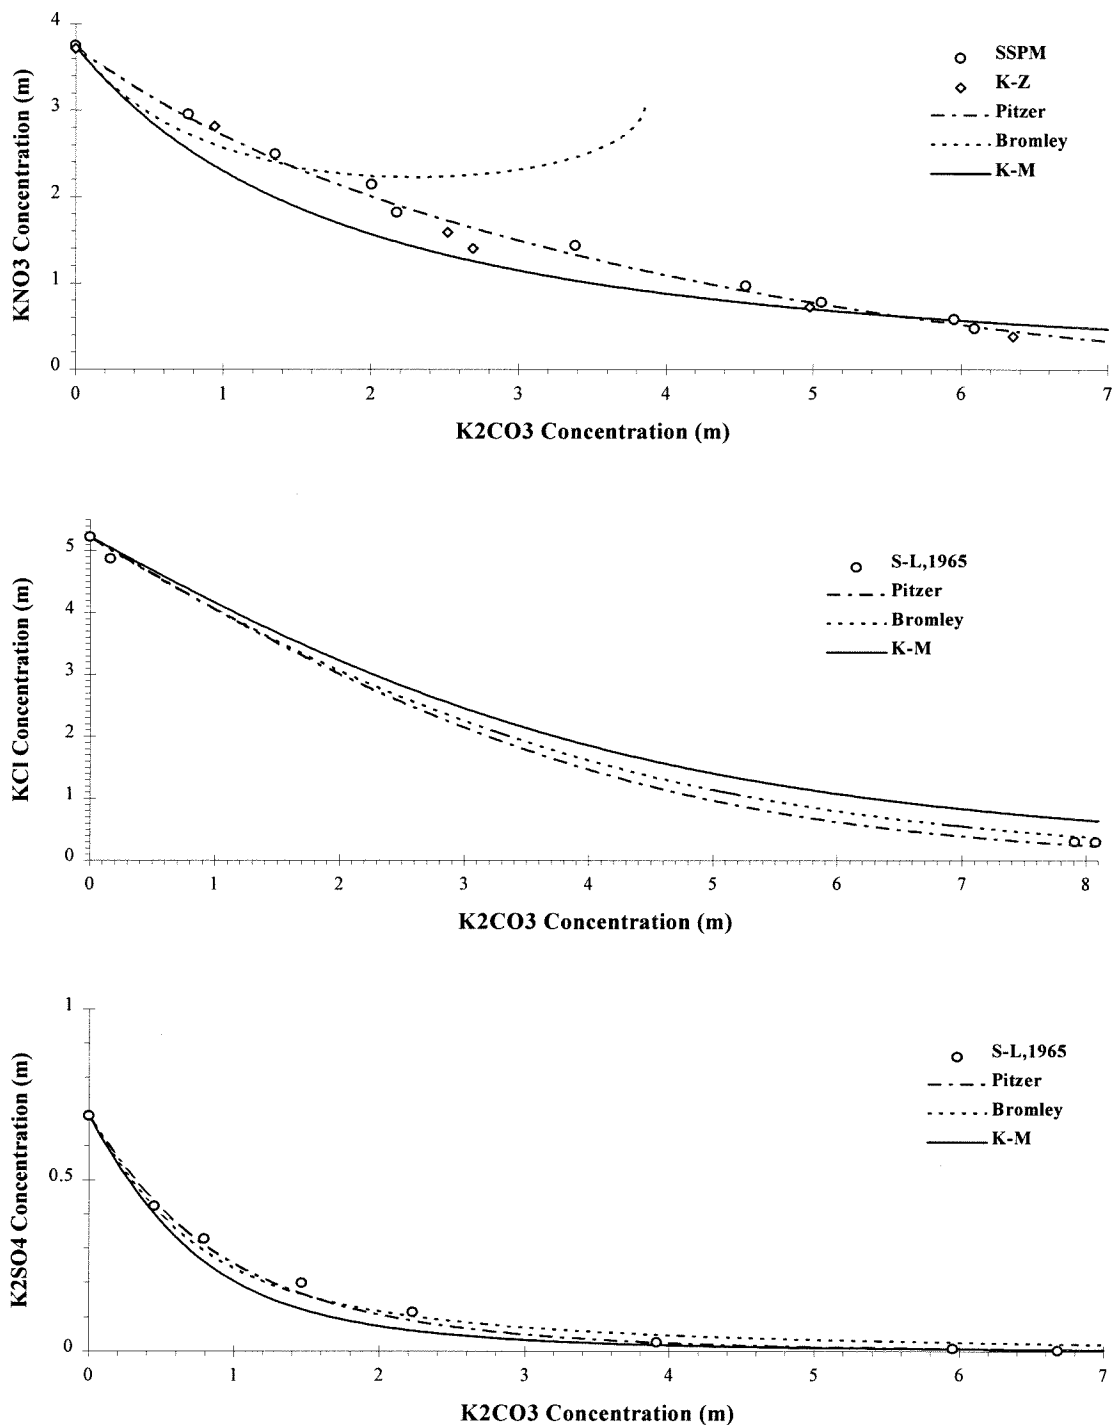 4
3
2
1
0
KNO3 Concentration (m)
SSPM
K-Z
Pitzer
Bromley
K-M
0 1 2 3 4 5 6 7
K2CO3 Concentration (m)
5
4
3
2
1
0
KCl Concentration (m)
S-L,1965
Pitzer
Bromley
K-M
0 1 2 3 4 5 6 7 8
K2CO3 Concentration (m)
1
0.5
0
K2SO4 Concentration (m)
S-L,1965
Pitzer
Bromley
K-M
0 1 2 3 4 5 6 7
K2CO3 Concentration (m)